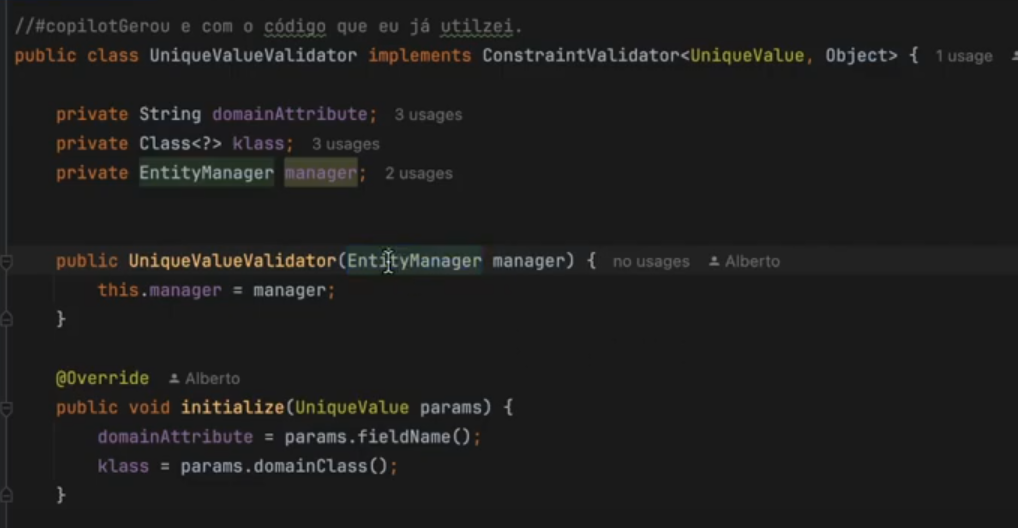 //#copilotGerou e com o código que eu já utilzei.
public class UniqueValueValidator implements ConstraintValidator<UniqueValue, Object> { 1 usage
private String domainAttribute; 3 usages
private Class<?> klass; 3 usages
private EntityManager manager; 2 usages
public UniqueValueValidator(EntityManager manager) { no usages Alberto
this.manager = manager;
}
@Override Alberto
public void initialize(UniqueValue params) {
domainAttribute = params.fieldName();
klass = params.domainClass();
}